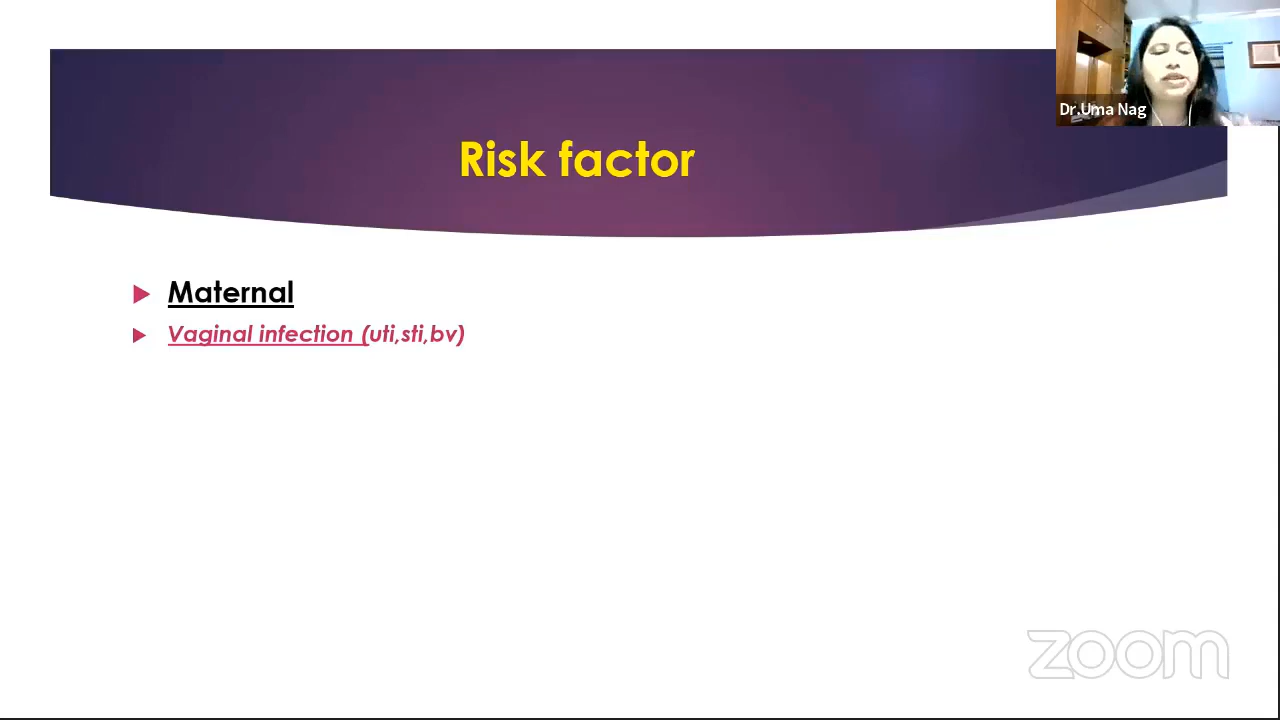 Dr.Uma Nag
Risk factor
Maternal
Vaginal infection (uti,sti,bv)
zoom